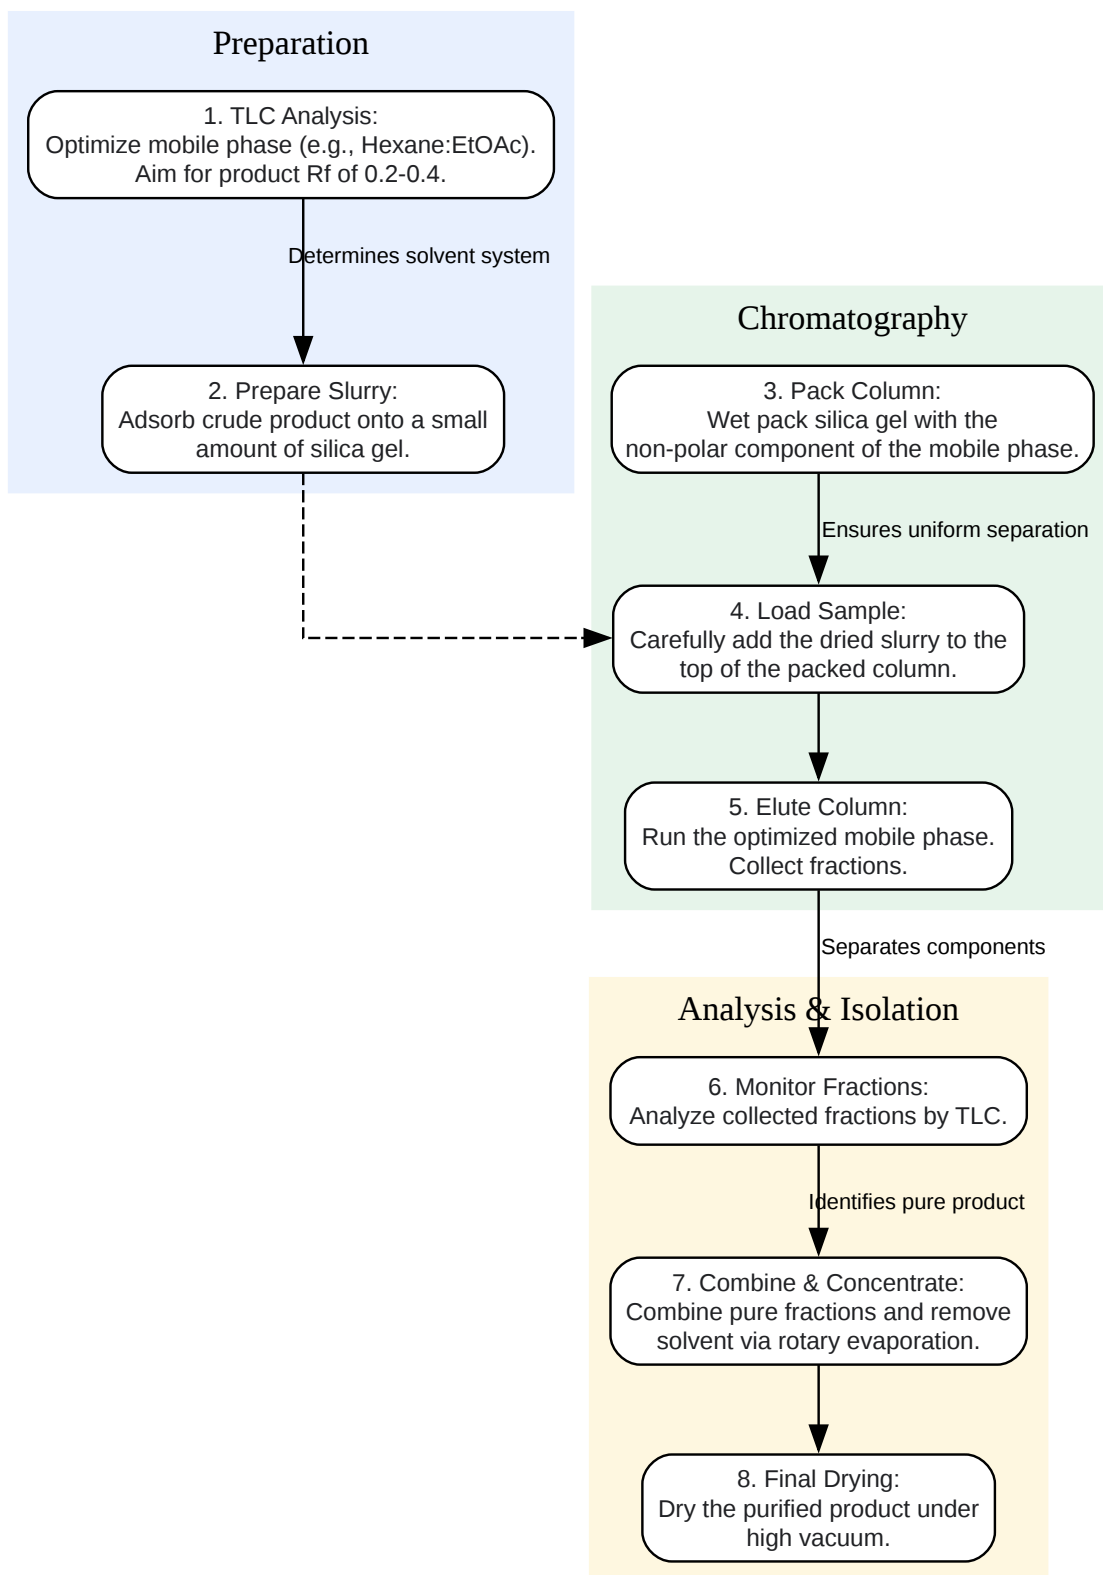 Preparation
1. TLC Analysis:
Optimize mobile phase (e.g., Hexane:EtOAc).
Aim for product Rf of 0.2-0.4.
Determines solvent system
2. Prepare Slurry:
Adsorb crude product onto a small
amount of silica gel.
Chromatography
3. Pack Column:
Wet pack silica gel with the
non-polar component of the mobile phase.
Ensures uniform separation
4. Load Sample:
Carefully add the dried slurry to the
top of the packed column.
5. Elute Column:
Run the optimized mobile phase.
Collect fractions.
Separates components
Analysis & Isolation
6. Monitor Fractions:
Analyze collected fractions by TLC.
Identifies pure product
7. Combine & Concentrate:
Combine pure fractions and remove
solvent via rotary evaporation.
8. Final Drying:
Dry the purified product under
high vacuum.